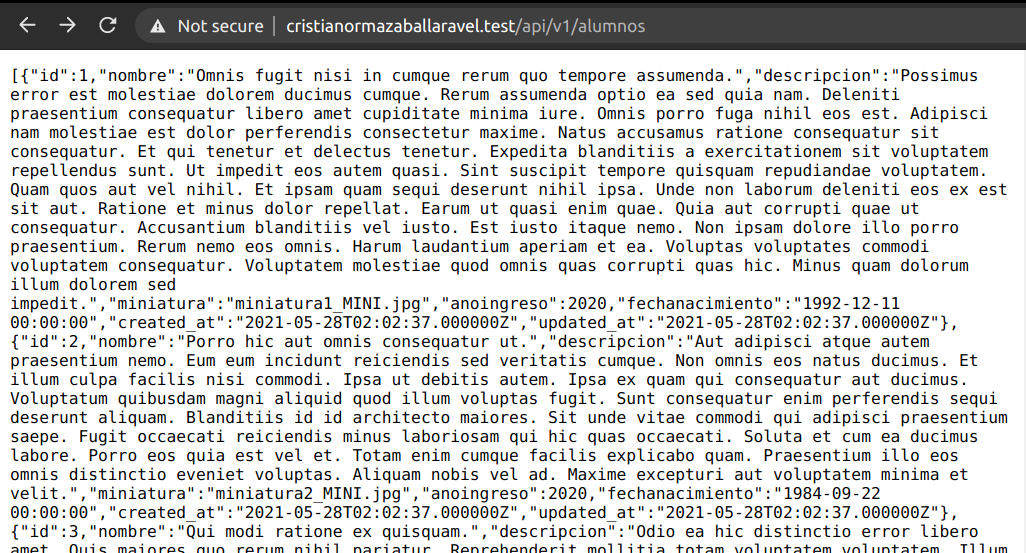 Not secure | cristianormazaballaravel.test/api/v1/alumnos
[{"id":1,"nombre":"Omnis fugit nisi in cumque rerum quo tempore assumenda.","descripcion":"Possimus
error est molestiae dolorem ducimus cumque. Rerum assumenda optio ea sed quia nam. Deleniti
praesentium consequatur libero amet cupiditate minima iure. Omnis porro fuga nihil eos est. Adipisci
nam molestiae est dolor perferendis consectetur maxime. Natus accusamus ratione consequatur sit
consequatur. Et qui tenetur et delectus tenetur. Expedita blanditiis a exercitationem sit voluptatem
repellendus sunt. Ut impedit eos autem quasi. Sint suscipit tempore quisquam repudiandae voluptatem.
Quam quos aut vel nihil. Et ipsam quam sequi deserunt nihil ipsa. Unde non laborum deleniti eos ex est
sit aut. Ratione et minus dolor repellat. Earum ut quasi enim quae. Quia aut corrupti quae ut
consequatur. Accusantium blanditiis vel iusto. Est iusto itaque nemo. Non ipsam dolore illo porro
praesentium. Rerum nemo eos omnis. Harum laudantium aperiam et ea. Voluptas voluptates commodi
voluptatem consequatur. Voluptatem molestiae quod omnis quas corrupti quas hic. Minus quam dolorum
illum dolorem sed
impedit.","miniatura":"miniatura1_MINI.jpg","anoingreso":2020,"fechanacimiento":"1992-12-11
00:00:00","created_at":"2021-05-28T02:02:37.000000Z","updated_at":"2021-05-28T02:02:37.000000Z"},
{"id":2,"nombre":"Porro hic aut omnis consequatur ut.","descripcion":"Aut adipisci atque autem
praesentium nemo. Eum eum incidunt reiciendis sed veritatis cumque. Non omnis eos natus ducimus. Et
illum culpa facilis nisi commodi. Ipsa ut debitis autem. Ipsa ex quam qui consequatur aut ducimus.
Voluptatum quibusdam magni aliquid quod illum voluptas fugit. Sunt consequatur enim perferendis sequi
deserunt aliquam. Blanditiis id id architecto maiores. Sit unde vitae commodi qui adipisci praesentium
saepe. Fugit occaecati reiciendis minus laboriosam qui hic quas occaecati. Soluta et cum ea ducimus
labore. Porro eos quia est vel et. Totam enim cumque facilis explicabo quam. Praesentium illo eos
omnis distinctio eveniet voluptas. Aliquam nobis vel ad. Maxime excepturi aut voluptatem minima et
velit.","miniatura":"miniatura2_MINI.jpg","anoingreso":2020,"fechanacimiento":"1984-09-22
00:00:00","created_at":"2021-05-28T02:02:37.000000Z","updated_at":"2021-05-28T02:02:37.000000Z"},
{"id":3,"nombre":"Qui modi ratione ex quisquam.","descripcion":"Odio ea hic distinctio error libero
amet. Quis maiores quo rerum nihil pariatur. Reprehenderit mollitia totam voluptatem voluptatem. Illum